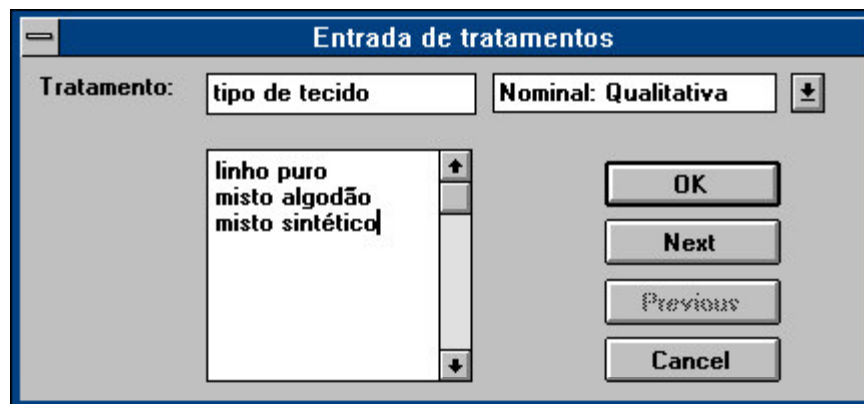 Entrada de tratamentos
Tratamento: tipo de tecido Nominal: Qualitativa
linho puro
misto algodão
misto sintético
OK
Next
Previous
Cancel